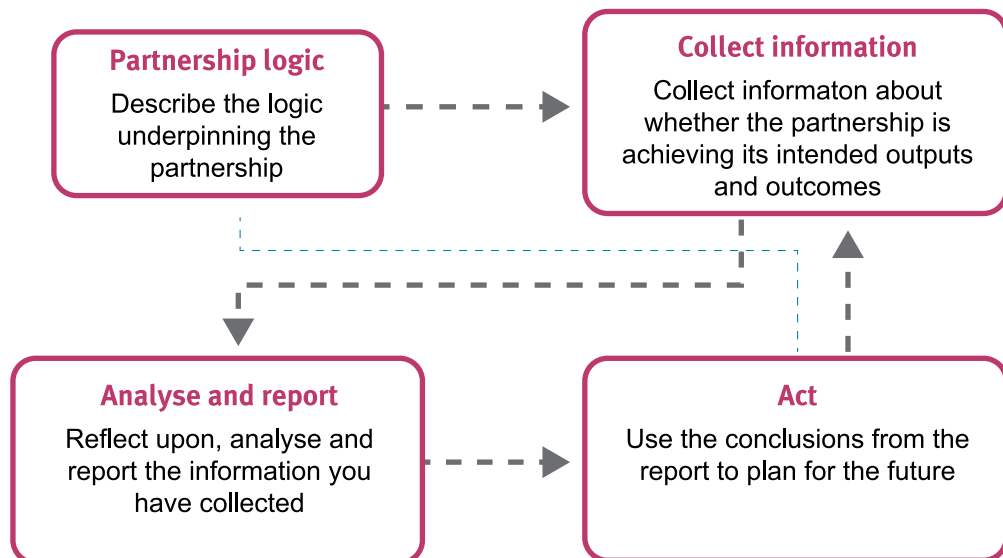 Partnership logic
Describe the logic
underpinning the
partnership
Collect information
Collect informaton about
whether the partnership is
achieving its intended outputs
and outcomes
Analyse and report
Reflect upon, analyse and
report the information you
have collected
Act
Use the conclusions from the
report to plan for the future